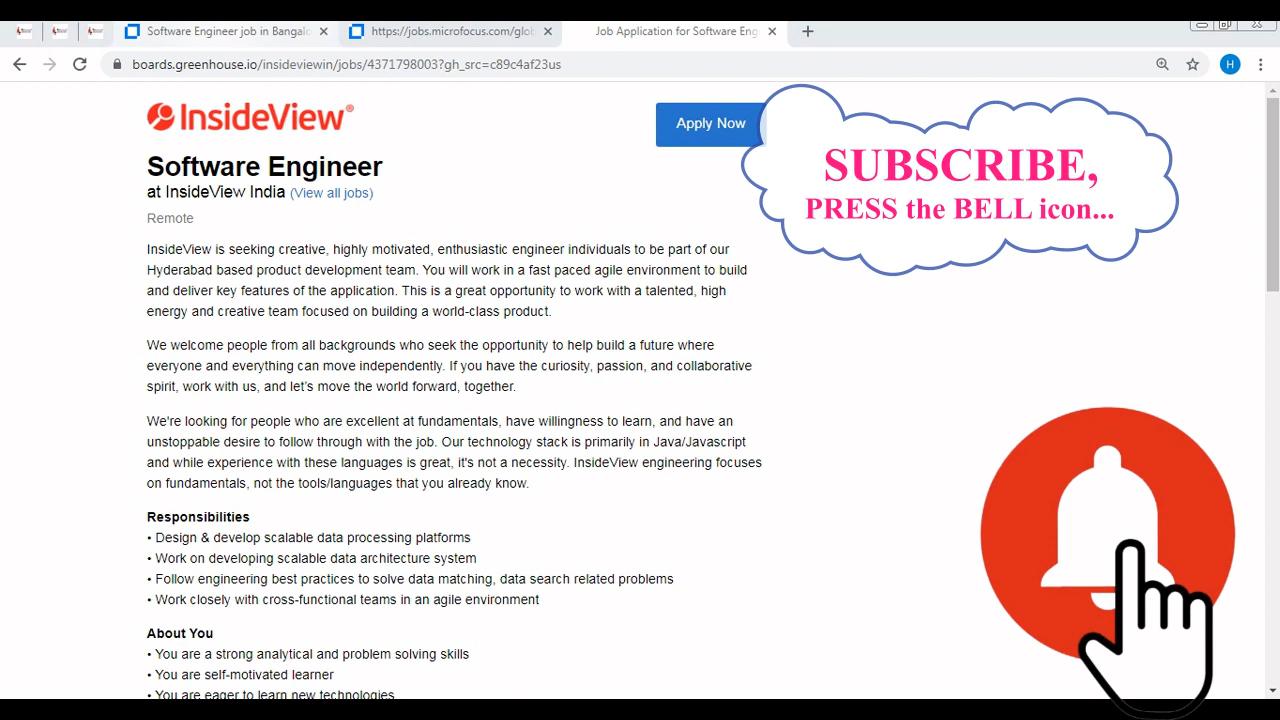 Software Engineer job in Bangal
https://jobs.microfocus.com/glob
Job Application for Software Eng
boards.greenhouse.io/insideviewin/jobs/4371798003?gh_src=c89c4af23us
H
InsideView®
Apply Now
SUBSCRIBE,
PRESS the BELL icon...
Software Engineer
at InsideView India (View all jobs)
Remote
InsideView is seeking creative, highly motivated, enthusiastic engineer individuals to be part of our
Hyderabad based product development team. You will work in a fast paced agile environment to build
and deliver key features of the application. This is a great opportunity to work with a talented, high
energy and creative team focused on building a world-class product.
We welcome people from all backgrounds who seek the opportunity to help build a future where
everyone and everything can move independently. If you have the curiosity, passion, and collaborative
spirit, work with us, and let's move the world forward, together.
We're looking for people who are excellent at fundamentals, have willingness to learn, and have an
unstoppable desire to follow through with the job. Our technology stack is primarily in Java/Javascript
and while experience with these languages is great, it's not a necessity. InsideView engineering focuses
on fundamentals, not the tools/languages that you already know.
Responsibilities
• Design & develop scalable data processing platforms
• Work on developing scalable data architecture system
• Follow engineering best practices to solve data matching, data search related problems
• Work closely with cross-functional teams in an agile environment
About You
• You are a strong analytical and problem solving skills
• You are self-motivated learner
• You are eager to learn new technologies